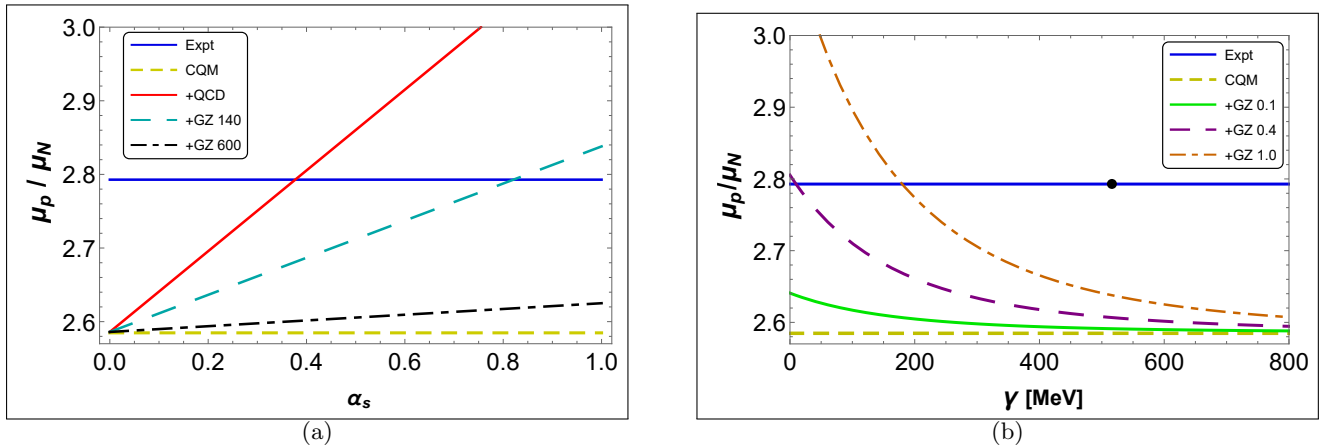 3.0
2.9
2.8
2.7
2.6
μp / μN
Expt
CQM
+QCD
+GZ 140
+GZ 600
0.0 0.2 0.4 0.6 0.8 1.0
αs
(a)
3.0
2.9
2.8
2.7
2.6
μp/μN
Expt
CQM
+GZ 0.1
+GZ 0.4
+GZ 1.0
0 200 400 600 800
γ [MeV]
(b)